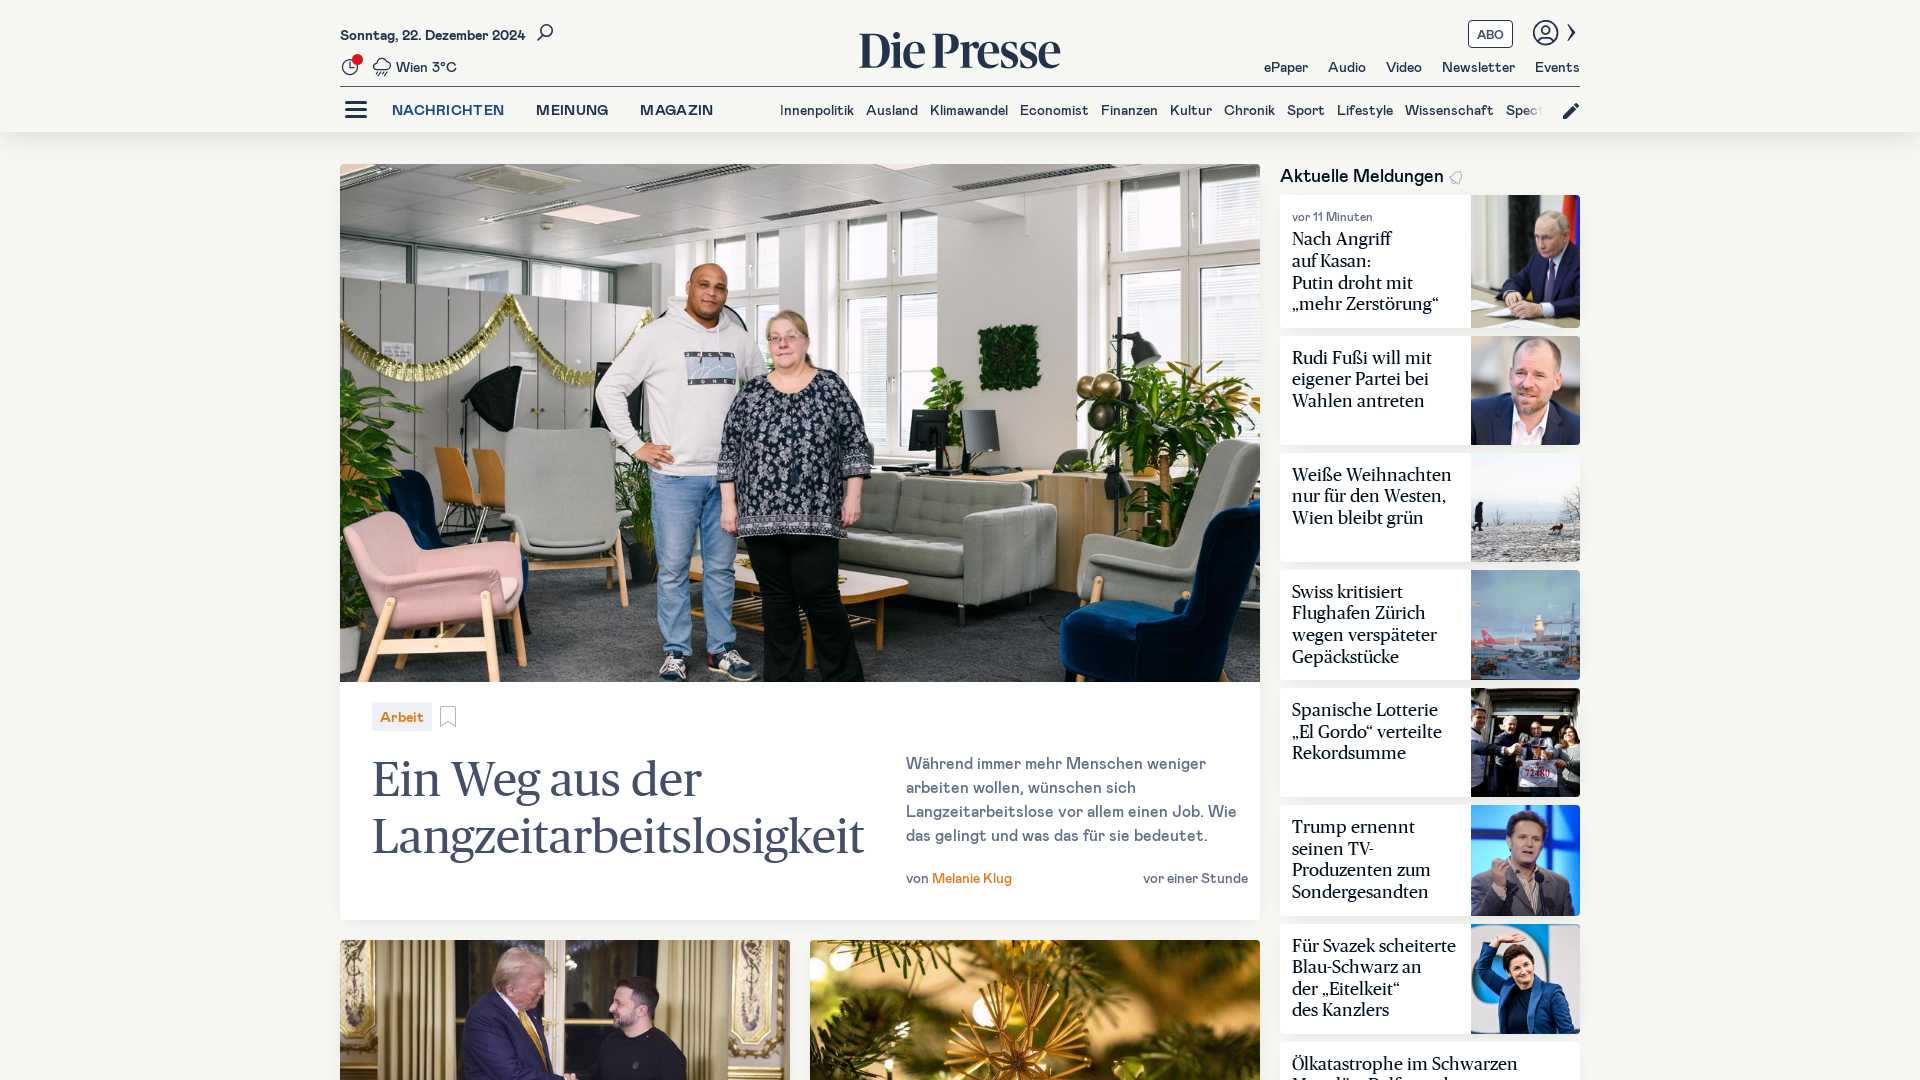 Sonntag, 22. Dezember 2024
Wien 3°C
Die Presse
ABO
ePaper Audio Video Newsletter Events
NACHRICHTEN MEINUNG MAGAZIN
Innenpolitik Ausland Klimawandel Economist Finanzen Kultur Chronik Sport Lifestyle Wissenschaft Spect
Arbeit
Ein Weg aus der
Langzeitarbeitslosigkeit
Während immer mehr Menschen weniger
arbeiten wollen, wünschen sich
Langzeitarbeitslose vor allem einen Job. Wie
das gelingt und was das für sie bedeutet.
von Melanie Klug
vor einer Stunde
Aktuelle Meldungen
vor 11 Minuten
Nach Angriff
auf Kasan:
Putin droht mit
„mehr Zerstörung“
Rudi Fußi will mit
eigener Partei bei
Wahlen antreten
Weiße Weihnachten
nur für den Westen,
Wien bleibt grün
Swiss kritisiert
Flughafen Zürich
wegen verspäteter
Gepäckstücke
Spanische Lotterie
„El Gordo“ verteilte
Rekordsumme
72480
Trump ernennt
seinen TV-
Produzenten zum
Sondergesandten
Für Svazek scheiterte
Blau-Schwarz an
der „Eitelkeit“
des Kanzlers
Ölkatastrophe im Schwarzen